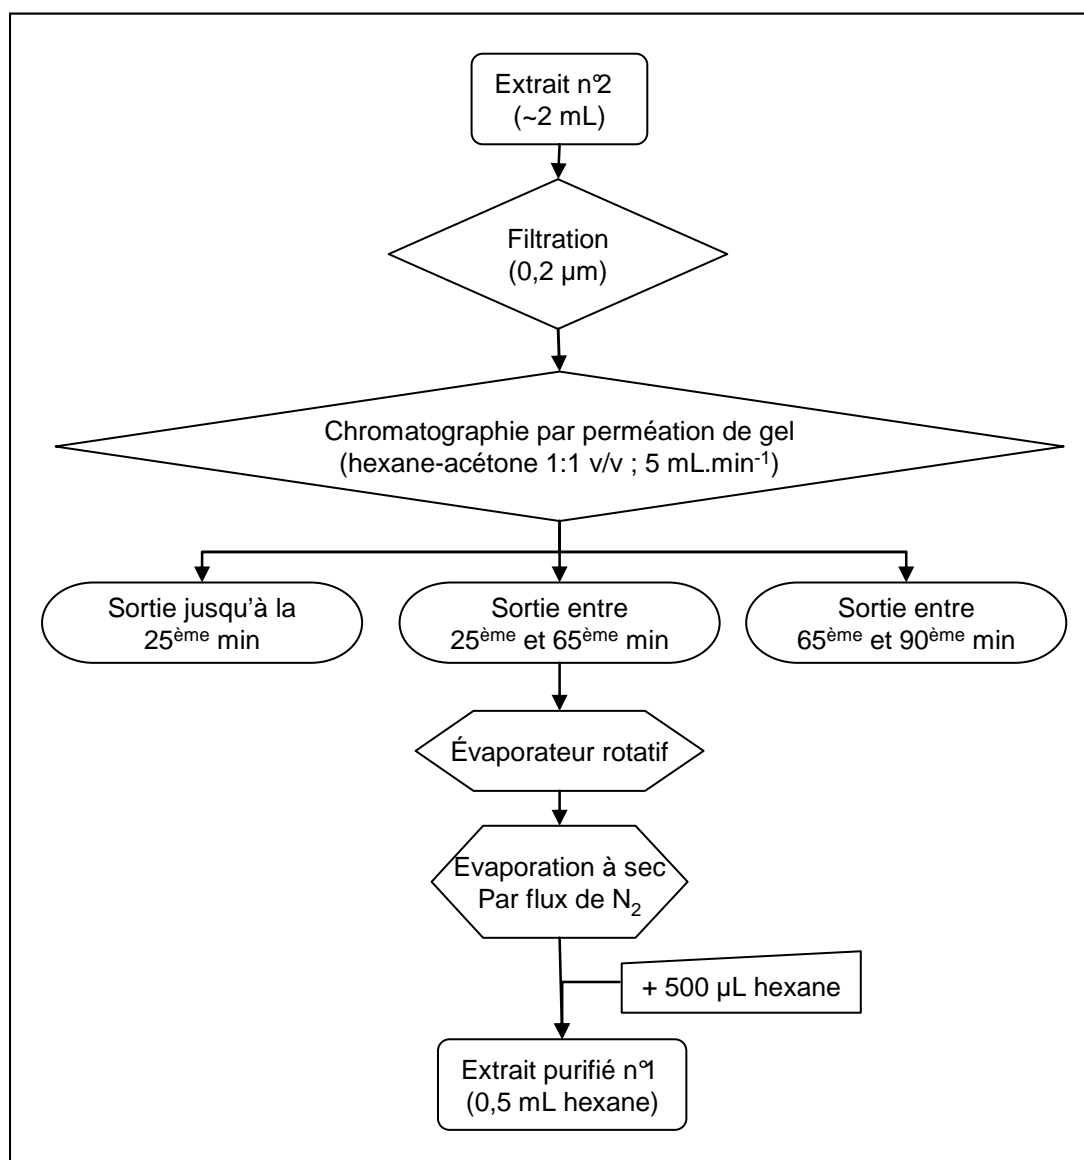 Extrait n°2
(~2 mL)
Filtration
(0,2 µm)
Chromatographie par perméation de gel
(hexane-acétone 1:1 v/v ; 5 mL.min⁻¹)
Sortie jusqu'à la
25ème min
Sortie entre
25ème et 65ème min
Sortie entre
65ème et 90ème min
Évaporateur rotatif
Evaporation à sec
Par flux de N₂
+ 500 µL hexane
Extrait purifié n°1
(0,5 mL hexane)